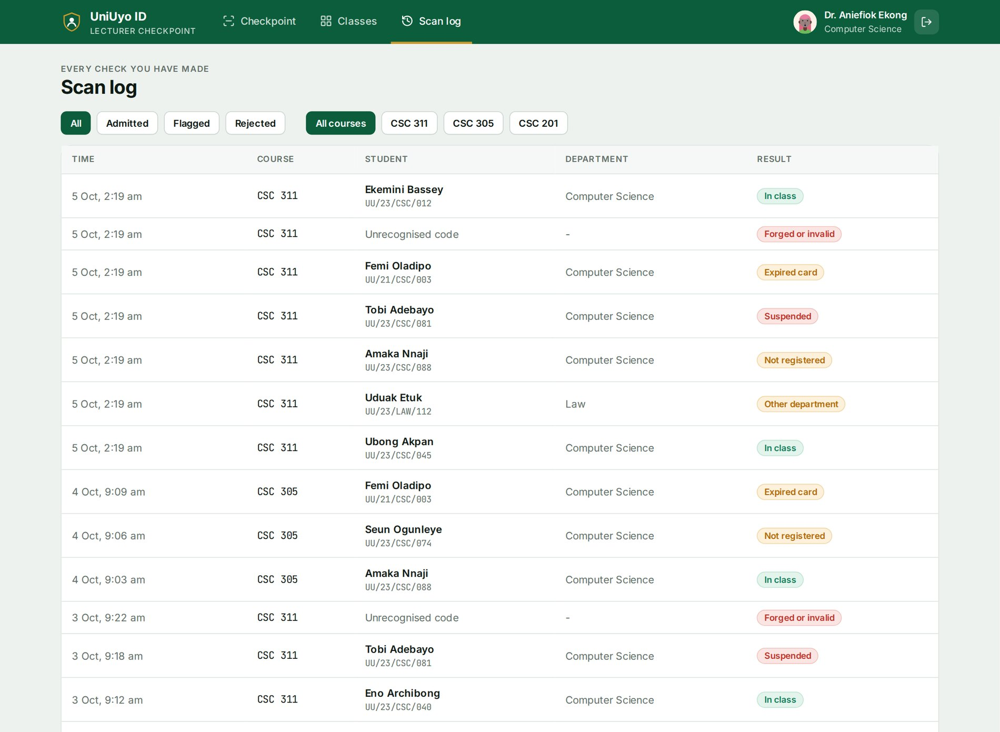 UniUyo ID
LECTURER CHECKPOINT
Checkpoint
Classes
Scan log
Dr. Aniefiok Ekong
Computer Science
EVERY CHECK YOU HAVE MADE
Scan log
All
Admitted
Flagged
Rejected
All courses
CSC 311
CSC 305
CSC 201
TIME COURSE STUDENT DEPARTMENT RESULT
5 Oct, 2:19 am CSC 311 Ekemini Bassey Computer Science In class
UU/23/CSC/012
5 Oct, 2:19 am CSC 311 Unrecognised code - Forged or invalid
5 Oct, 2:19 am CSC 311 Femi Oladipo Computer Science Expired card
UU/21/CSC/003
5 Oct, 2:19 am CSC 311 Tobi Adebayo Computer Science Suspended
UU/23/CSC/081
5 Oct, 2:19 am CSC 311 Amaka Nnaji Computer Science Not registered
UU/23/CSC/088
5 Oct, 2:19 am CSC 311 Uduak Etuk Law Other department
UU/23/LAW/112
5 Oct, 2:19 am CSC 311 Ubong Akpan Computer Science In class
UU/23/CSC/045
4 Oct, 9:09 am CSC 305 Femi Oladipo Computer Science Expired card
UU/21/CSC/003
4 Oct, 9:06 am CSC 305 Seun Ogunleye Computer Science Not registered
UU/23/CSC/074
4 Oct, 9:03 am CSC 305 Amaka Nnaji Computer Science In class
UU/23/CSC/088
3 Oct, 9:22 am CSC 311 Unrecognised code - Forged or invalid
3 Oct, 9:18 am CSC 311 Tobi Adebayo Computer Science Suspended
UU/23/CSC/081
3 Oct, 9:12 am CSC 311 Eno Archibong Computer Science In class
UU/23/CSC/040